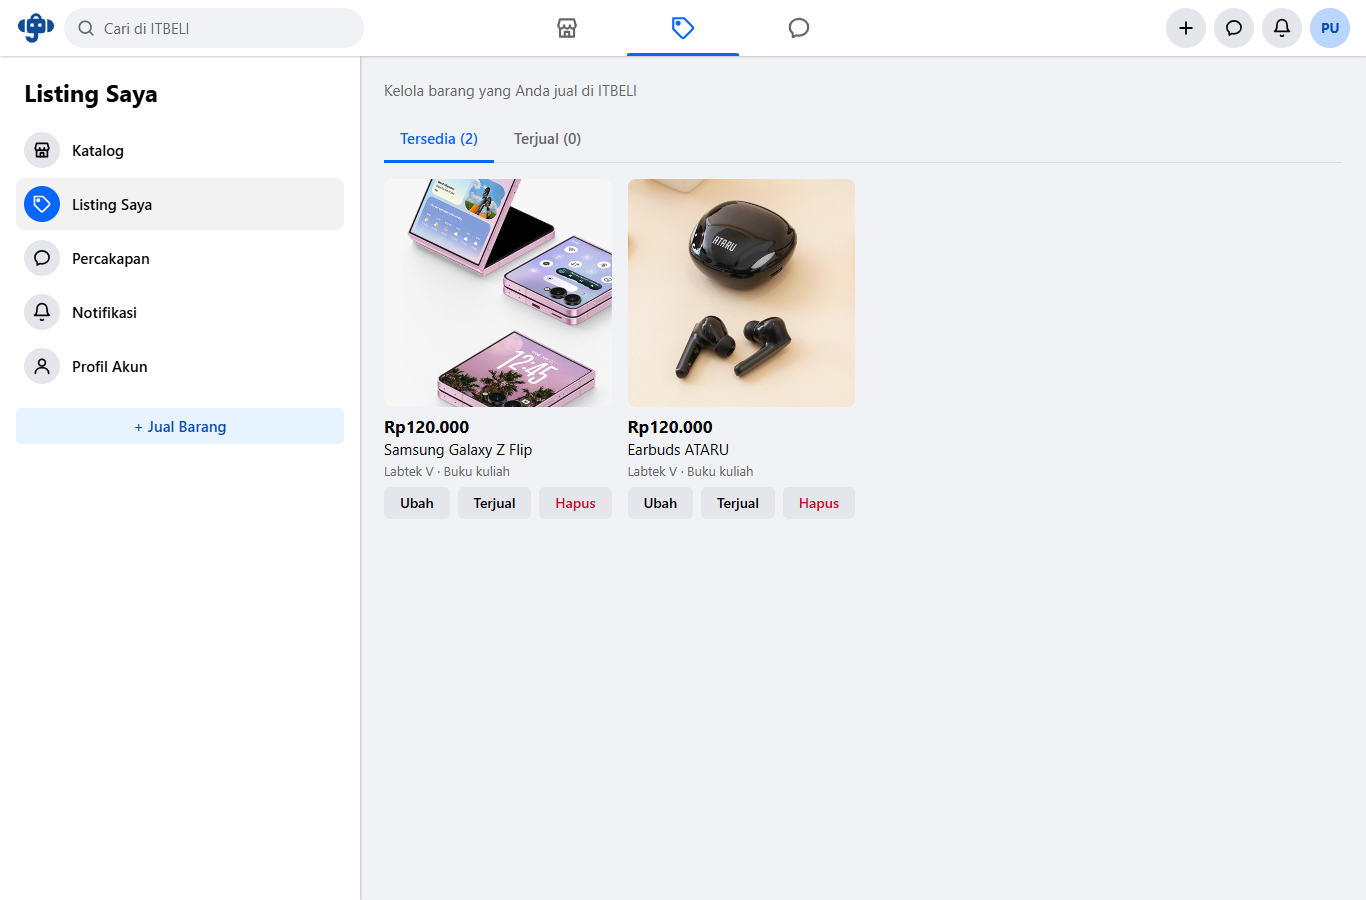 Cari di ITBELI
PU
Listing Saya
Katalog
Listing Saya
Percakapan
Notifikasi
Profil Akun
+ Jual Barang
Kelola barang yang Anda jual di ITBELI
Tersedia (2)
Terjual (0)
12:45
ATARU
Rp120.000
Samsung Galaxy Z Flip
Labtek V · Buku kuliah
Ubah
Terjual
Hapus
Rp120.000
Earbuds ATARU
Labtek V · Buku kuliah
Ubah
Terjual
Hapus